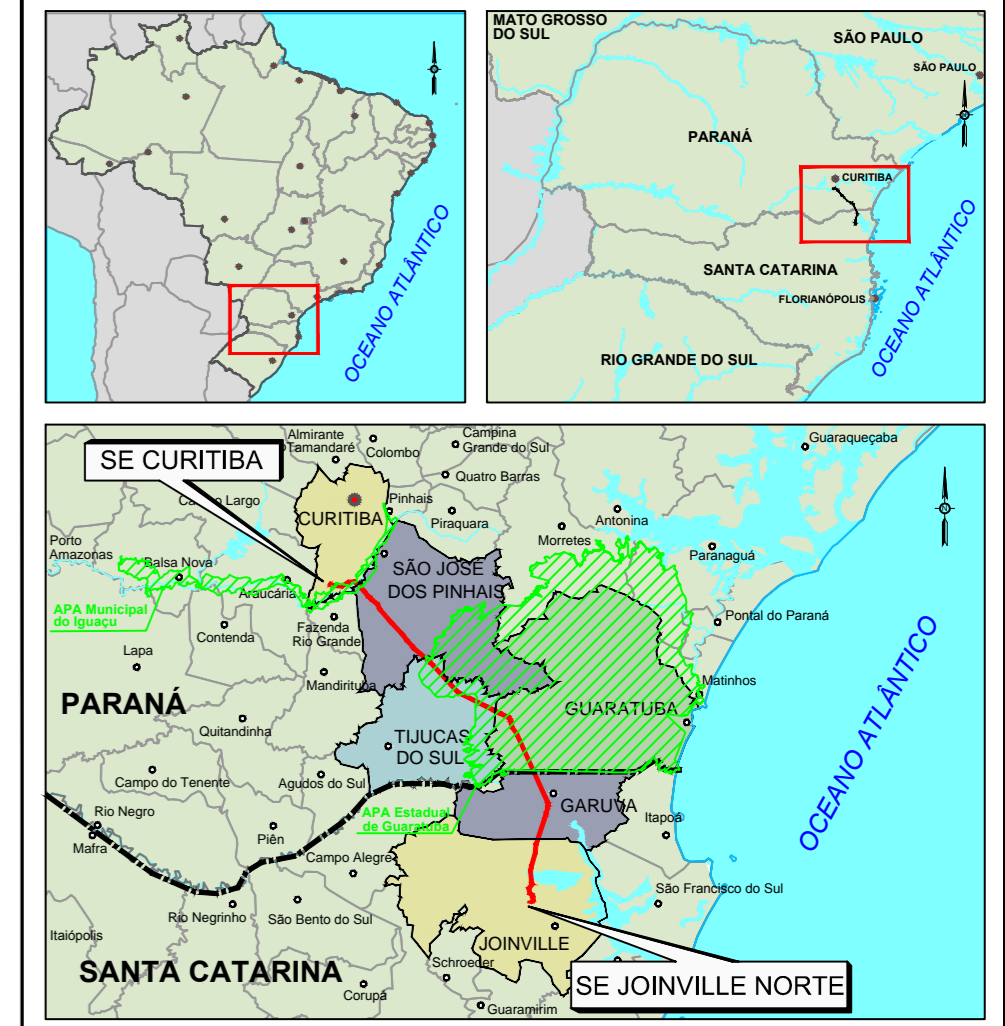 OCEANO ATLÂNTICO
MATO GROSSO
DO SUL
SÃO PAULO
SÃO PAULO
PARANÁ
CURITIBA
SANTA CATARINA
FLORIANÓPOLIS
RIO GRANDE DO SUL
OCEANO ATLÂNTICO
N
SE CURITIBA
Almirante
Tamandaré
Colombo
Campina
Grande do Sul
Guaraqueçaba
Quatro Barras
Largo
Pinhais
CURITIBA
Piraquara
Antonina
Morretes
Paranaguá
Porto
Amazonas
Balsa Nova
Araucária
SÃO JOSÉ
DOS PINHAIS
APA Municipal
do Iguaçu
Contenda
Fazenda
Rio Grande
Pontal do Paraná
Lapa
Mandirituba
Matinhos
PARANÁ
GUARATUBA
Quitandinha
TIJUCAS
DO SUL
Campo do Tenente
Agudos do Sul
OCEANO ATLÂNTICO
Rio Negro
APA Estadual
de Guaratuba
GARUVA
Itapoá
Mafra
Piên
Campo Alegre
São Francisco do Sul
Rio Negrinho
São Bento do Sul
Itaiópolis
JOINVILLE
SANTA CATARINA
Schroeder
SE JOINVILLE NORTE
Corupá
Guaramirim